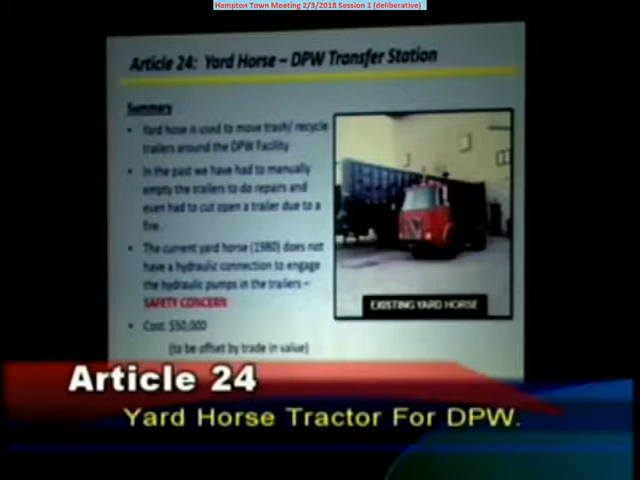 Hampton Town Meeting 2/3/2018 Session 1 (deliberative)
Article 24: Yard Horse – DPW Transfer Station
Summary
• Yard hose is used to move trash/ recycle
trailers around the DPW Facility
• In the past we have had to manually
empty the trailers to do repairs and
even had to cut open a trailer due to a
fire.
• The current yard horse (1980) does not
have a hydraulic connection to engage
the hydraulic pumps in the trailers –
SAFETY CONCERN
• Cost: $50,000
(to be offset by trade in value)
EXISTING YARD HORSE
Article 24
Yard Horse Tractor For DPW.